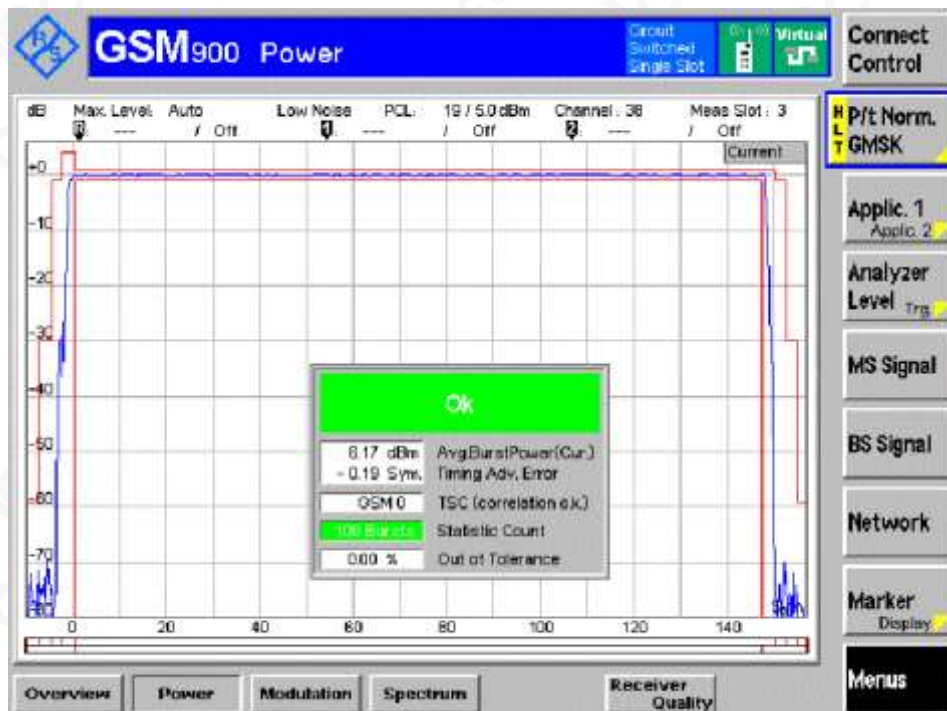 GSM900 Power
Circuit Switched Single Slot
Virtual
Connect Control
dB Max. Level: Auto Low Noise PCL: 19 / 5.0 dBm Channel: 38 Meas Slot: 3
--- / Off 1: --- / Off 2: --- / Off
HLT
P/t Norm. GMSK
Current
+0
-10
-20
-30
-40
-50
-60
-70
Applic. 1
Applic. 2
Analyzer Level Trg.
MS Signal
BS Signal
Network
Marker
Display
Menus
Ok
dBm Avg.BurstPower(Cur.)
-0.19 Sym. Timing Adv. Error
GSM 0 TSC (correlation o.k.)
100 Bursts Statistic Count
0.00 % Out of Tolerance
0 20 40 60 80 100 120 140
Overview Power Modulation Spectrum Receiver Quality